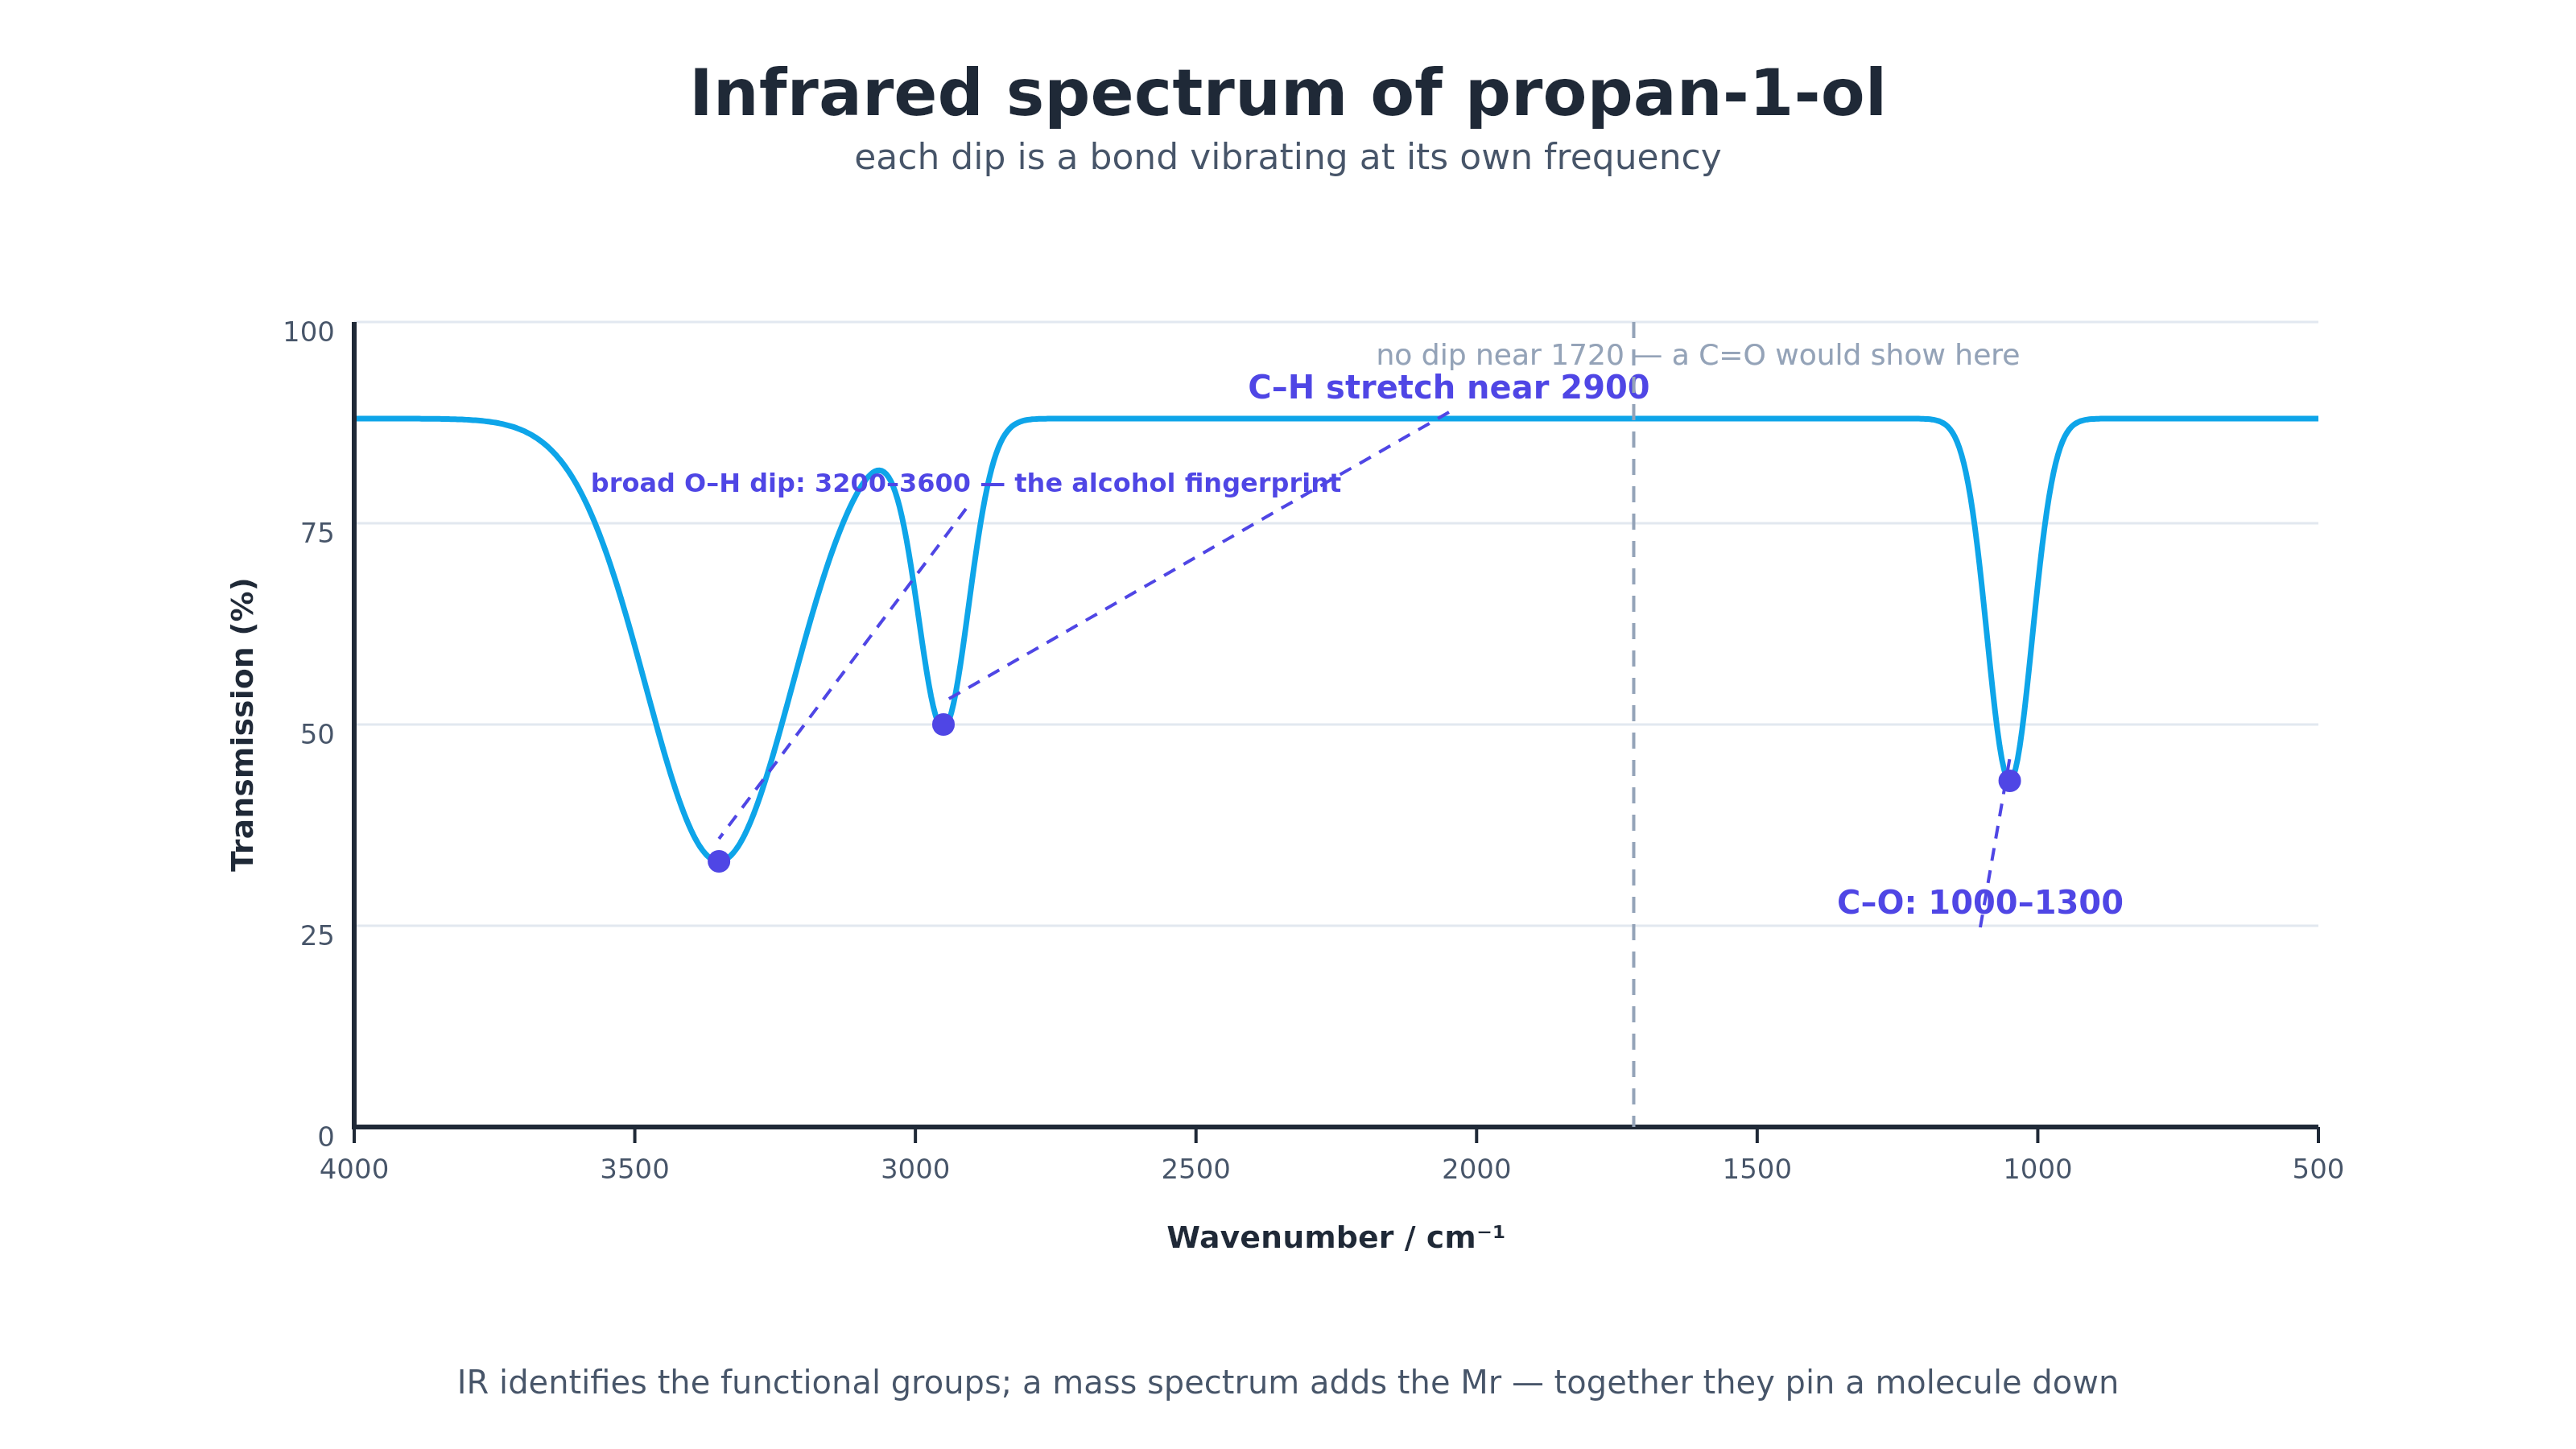 Infrared spectrum of propan-1-ol
each dip is a bond vibrating at its own frequency
100
no dip near 1720 — a C=O would show here
C–H stretch near 2900
broad O–H dip: 3200–3600 — the alcohol fingerprint
75
Transmission (%)
50
C–O: 1000–1300
25
0
4000 3500 3000 2500 2000 1500 1000 500
Wavenumber / cm⁻¹
IR identifies the functional groups; a mass spectrum adds the Mr — together they pin a molecule down